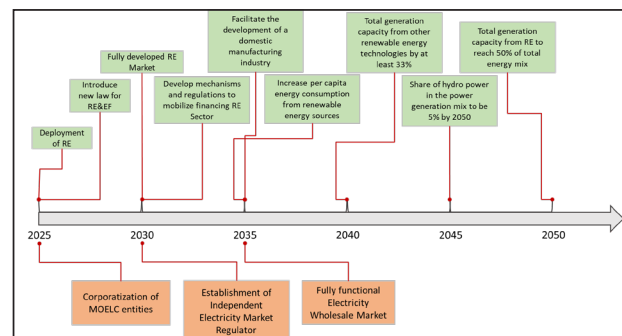 Facilitate the
development of a
domestic
manufacturing
industry
Total generation
capacity from other
renewable energy
technologies by at
least 33%
Total generation
capacity from RE to
reach 50% of total
energy mix
Fully developed RE
Market
Introduce
new law for
RE&EF
Develop mechanisms
and regulations to
mobilize financing RE
Sector
Increase per capita
energy consumption
from renewable
energy sources
Share of hydro power
in the power
generation mix to be
5% by 2050
Deployment
of RE
2025
2030
2035
2040
2045
2050
Corporatization of
MOELC entities
Establishment of
Independent
Electricity Market
Regulator
Fully functional
Electricity
Wholesale Market